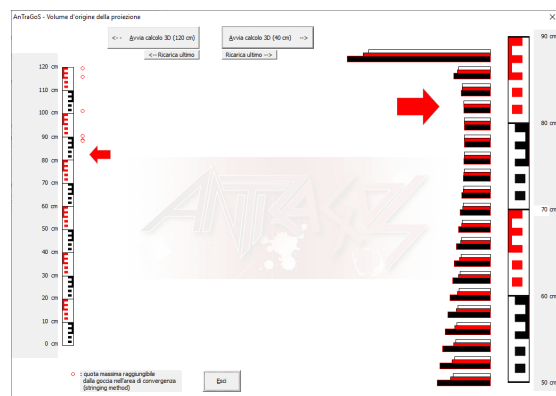 AnTraGoS - Volume d'origine della proiezione
<-- Avvia calcolo 3D (120 cm)
Avvia calcolo 3D (40 cm) -->
<-- Ricarica ultimo
Ricarica ultimo -->
120 cm
110 cm
100 cm
90 cm
80 cm
70 cm
60 cm
50 cm
40 cm
30 cm
20 cm
10 cm
0 cm
90 cm
80 cm
70 cm
60 cm
50 cm
ANTRAGOS
: quota massima raggiungibile
dalla goccia nell'area di convergenza
(stringing method)
Esci